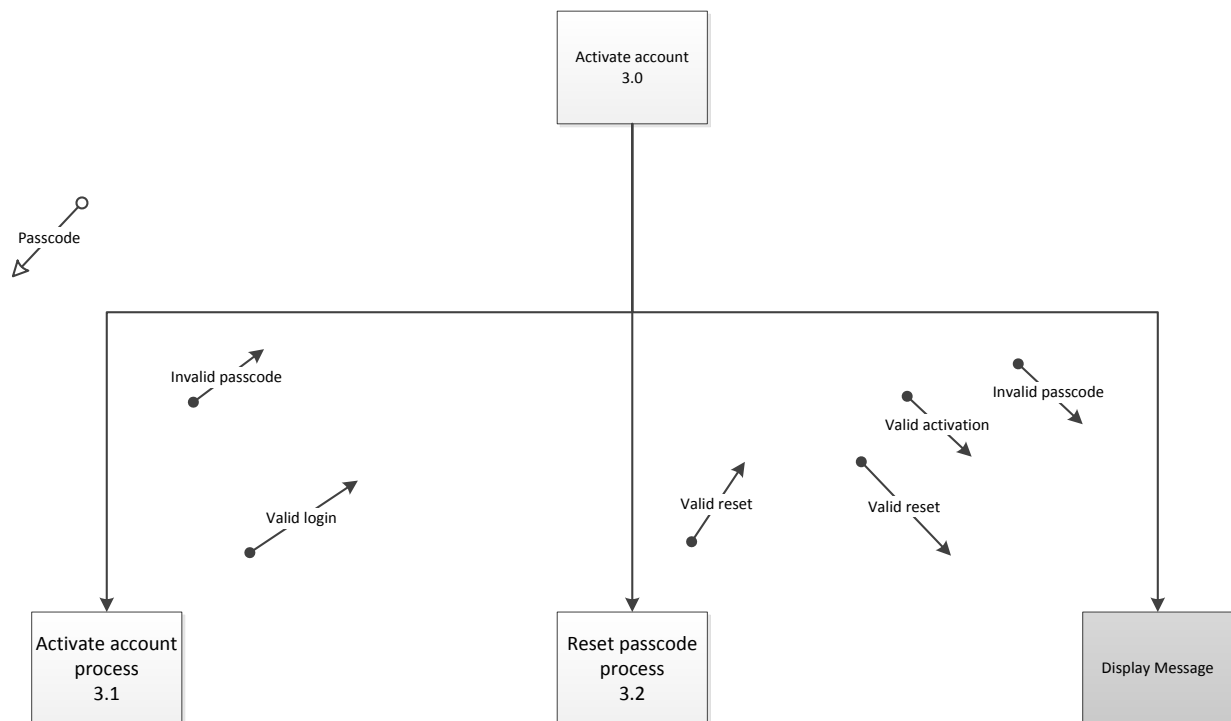 Activate account
3.0
Passcode
Invalid passcode
Invalid passcode
Valid activation
Valid reset
Valid reset
Valid login
Activate account
process
3.1
Reset passcode
process
3.2
Display Message